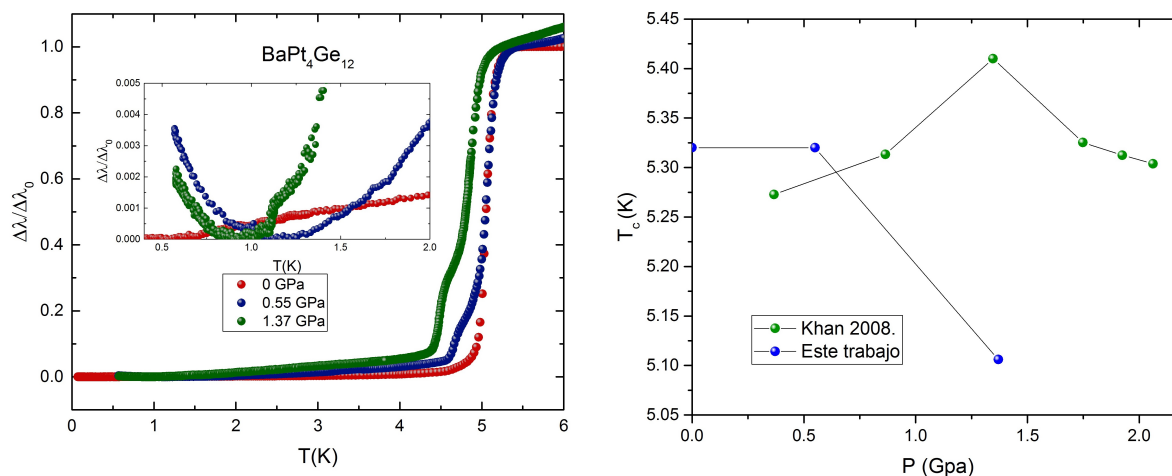 BaPt4Ge12
Δλ/Δλ0
1.0
0.8
0.6
0.4
0.2
0.0
0 1 2 3 4 5 6
T(K)
Δλ/Δλ0
0.005
0.004
0.003
0.002
0.001
0.000
0.5 1.0 1.5 2.0
T(K)
0 GPa
0.55 GPa
1.37 GPa
Tc (K)
5.45
5.40
5.35
5.30
5.25
5.20
5.15
5.10
5.05
0.0 0.5 1.0 1.5 2.0
P (Gpa)
Khan 2008.
Este trabajo